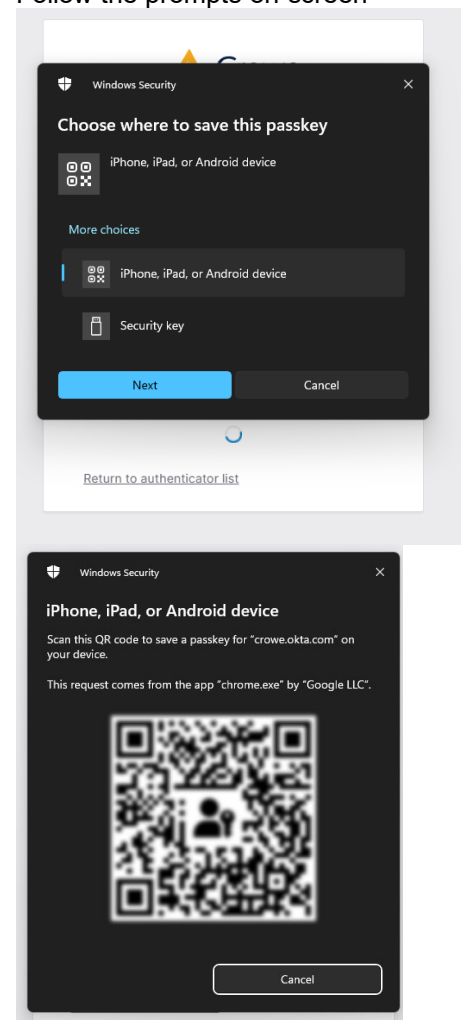 Follow the prompts on-screen
Windows Security
Choose where to save this passkey
iPhone, iPad, or Android device
More choices
iPhone, iPad, or Android device
Security key
Next
Cancel
Return to authenticator list
Windows Security
iPhone, iPad, or Android device
Scan this QR code to save a passkey for "crowe.okta.com" on
your device.
This request comes from the app "chrome.exe" by "Google LLC".
Cancel